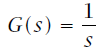 G(s) = 1/s